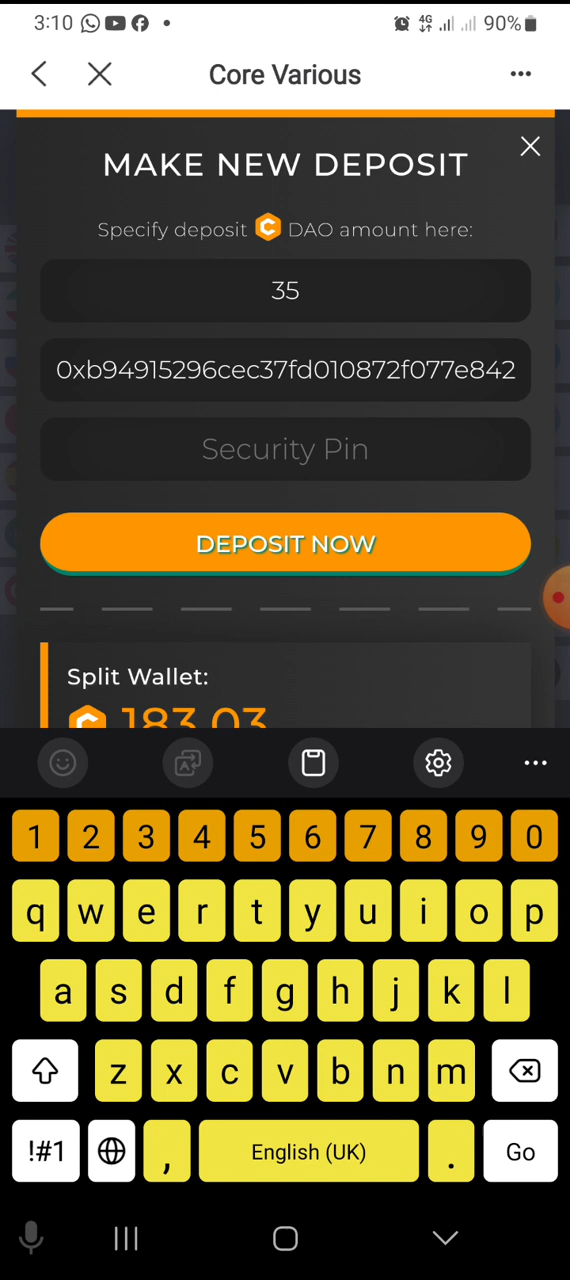 3:10 4G 90%
Core Various
MAKE NEW DEPOSIT
Specify deposit DAO amount here:
35
0xb94915296cec37fd010872f077e842
Security Pin
DEPOSIT NOW
Split Wallet:
183.03
1 2 3 4 5 6 7 8 9 0
q w e r t y u i o p
a s d f g h j k l
z x c v b n m
!#1 , English (UK) . Go